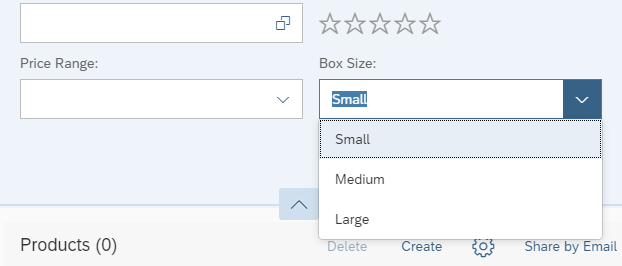 Price Range:
Box Size:
Small
Small
Medium
Large
Products (0)
Delete
Create
Share by Email